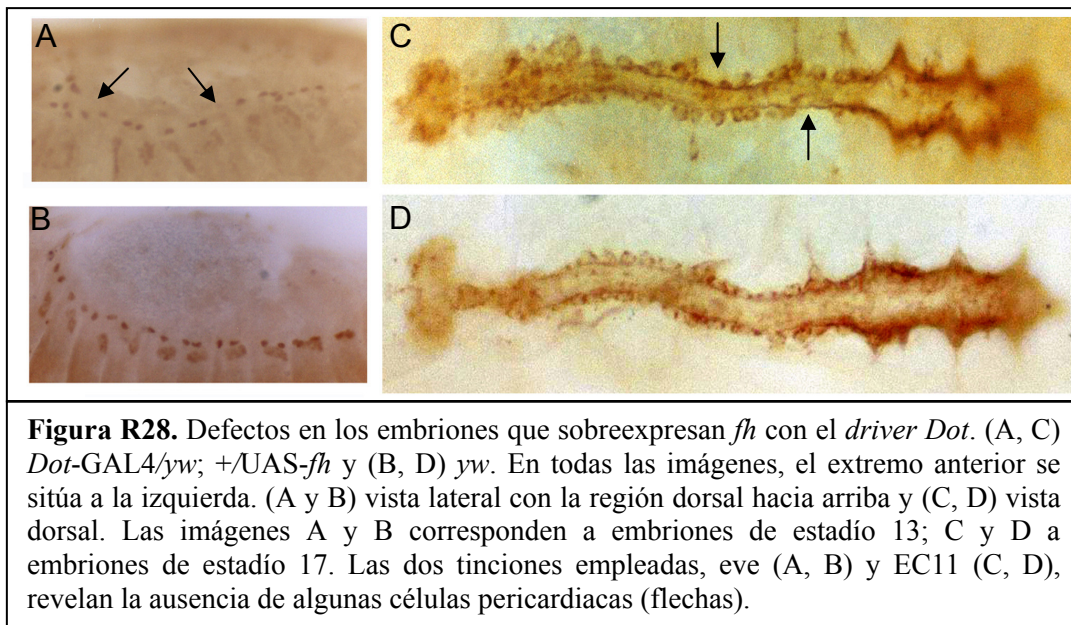 A
C
B
D
Figura R28. Defectos en los embriones que sobreexpresan fh con el driver Dot. (A, C)
Dot-GAL4/yw; +/UAS-fh y (B, D) yw. En todas las imágenes, el extremo anterior se
sitúa a la izquierda. (A y B) vista lateral con la región dorsal hacia arriba y (C, D) vista
dorsal. Las imágenes A y B corresponden a embriones de estadío 13; C y D a
embriones de estadío 17. Las dos tinciones empleadas, eve (A, B) y EC11 (C, D),
revelan la ausencia de algunas células pericardiacas (flechas).